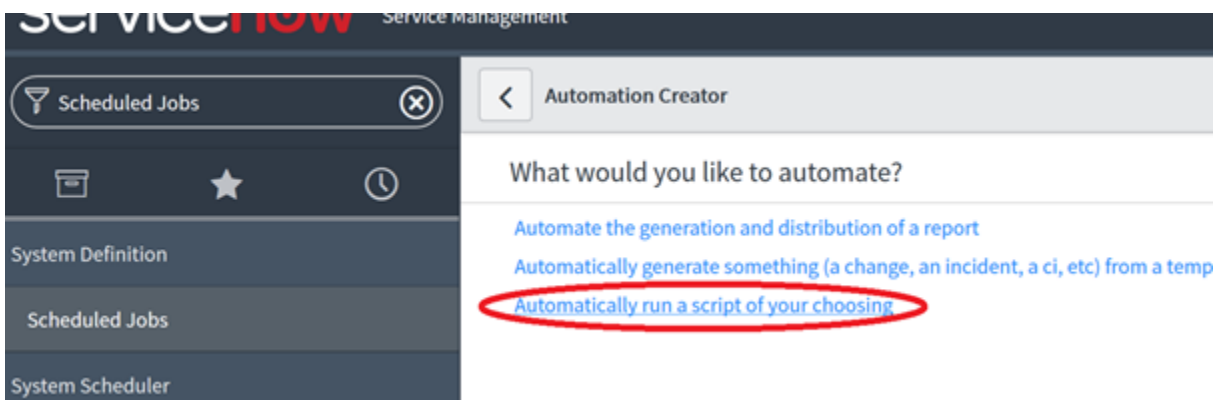 servicenow Service Management
Scheduled Jobs
Automation Creator
What would you like to automate?
Automate the generation and distribution of a report
Automatically generate something (a change, an incident, a ci, etc) from a temp
Automatically run a script of your choosing
System Definition
Scheduled Jobs
System Scheduler